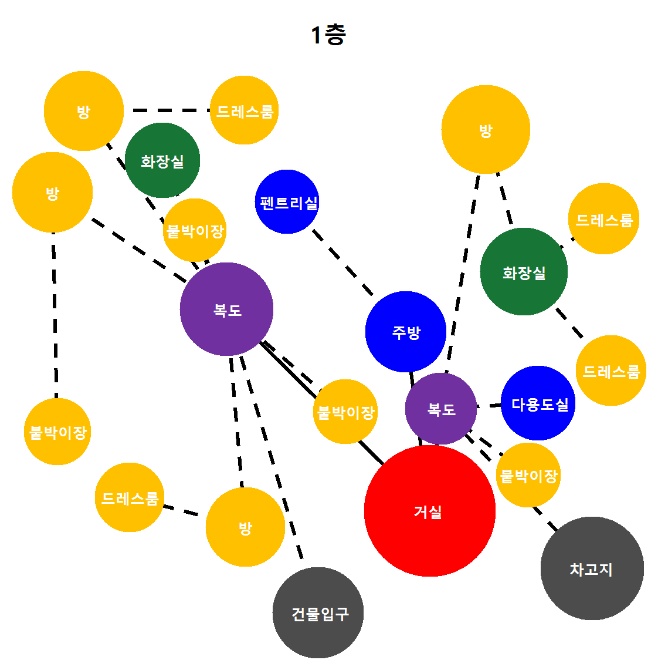 1층
방
드레스룸
방
화장실
방
펜트리실
드레스룸
붙박이장
화장실
복도
주방
드레스룸
복도
다용도실
붙박이장
붙박이장
붙박이장
드레스룸
거실
방
차고지
건물입구